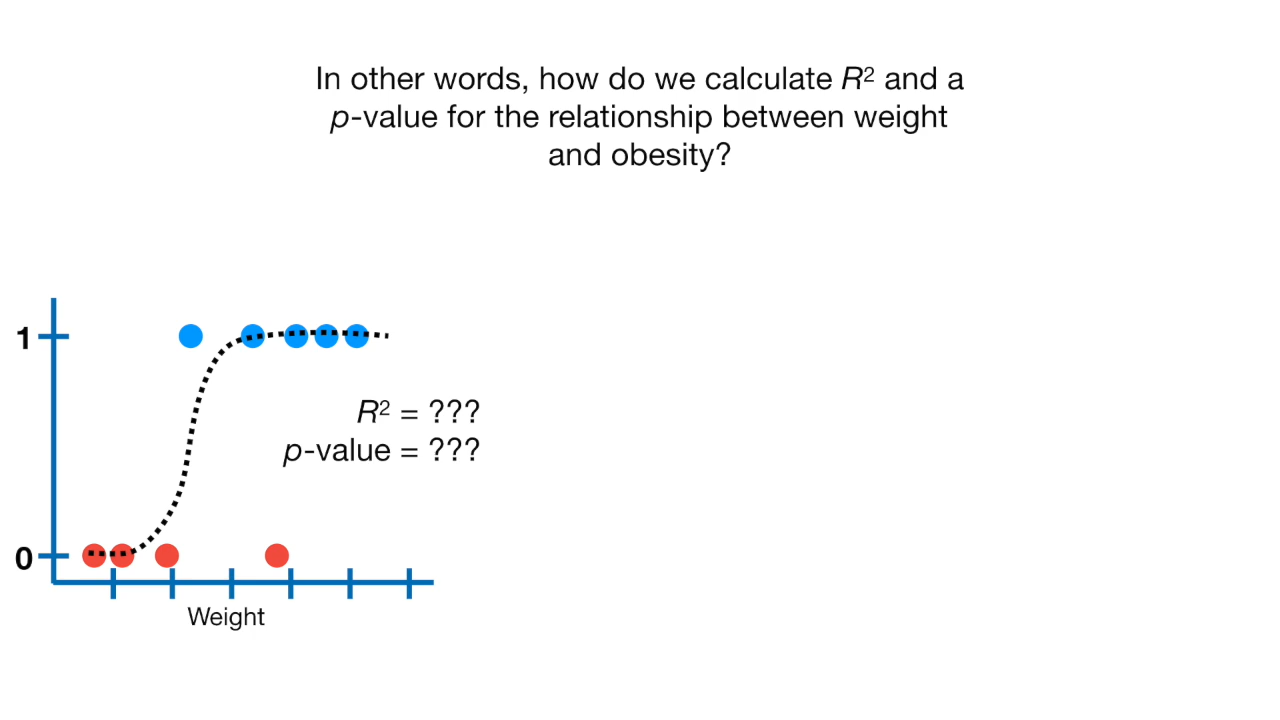 In other words, how do we calculate R² and a
p-value for the relationship between weight
and obesity?
1
R² = ???
p-value = ???
0
Weight